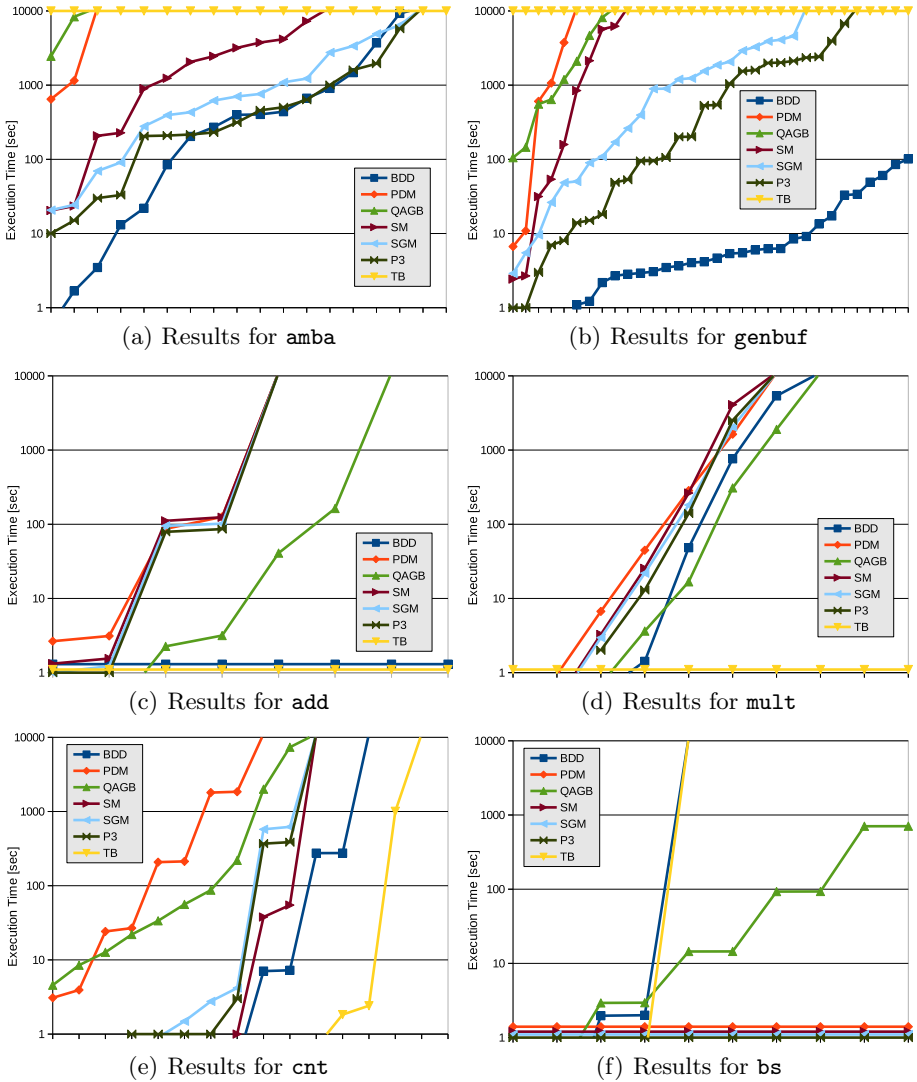 10000
1000
100
10
1
Execution Time [sec]
BDD
PDM
QAGB
SM
SGM
P3
TB
(a) Results for amba
10000
1000
100
10
1
Execution Time [sec]
BDD
PDM
QAGB
SM
SGM
P3
TB
(b) Results for genbuf
10000
1000
100
10
1
Execution Time [sec]
BDD
PDM
QAGB
SM
SGM
P3
TB
(c) Results for add
10000
1000
100
10
1
Execution Time [sec]
BDD
PDM
QAGB
SM
SGM
P3
TB
(d) Results for mult
10000
1000
100
10
1
Execution Time [sec]
BDD
PDM
QAGB
SM
SGM
P3
TB
(e) Results for cnt
10000
1000
100
10
1
Execution Time [sec]
BDD
PDM
QAGB
SM
SGM
P3
TB
(f) Results for bs